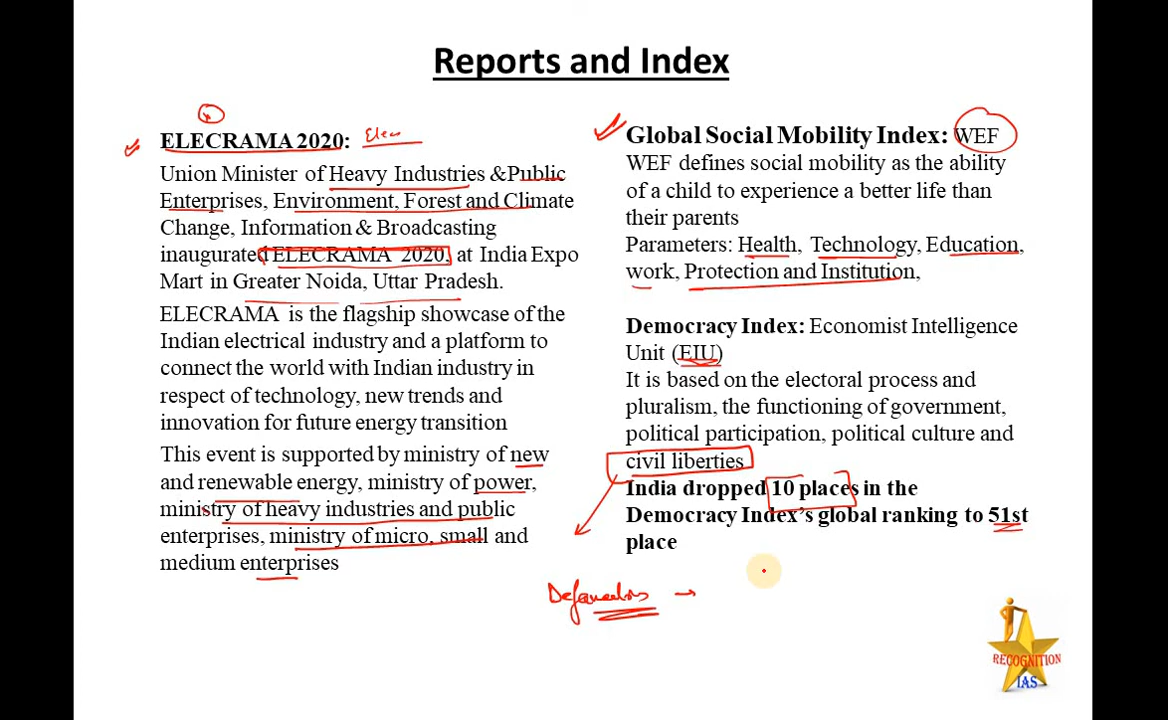 Reports and Index
ELECRAMA 2020: Elec
Union Minister of Heavy Industries &Public
Enterprises, Environment, Forest and Climate
Change, Information & Broadcasting
inaugurated ELECRAMA 2020, at India Expo
Mart in Greater Noida, Uttar Pradesh.
ELECRAMA is the flagship showcase of the
Indian electrical industry and a platform to
connect the world with Indian industry in
respect of technology, new trends and
innovation for future energy transition
This event is supported by ministry of new
and renewable energy, ministry of power,
ministry of heavy industries and public
enterprises, ministry of micro, small and
medium enterprises
Global Social Mobility Index: WEF
WEF defines social mobility as the ability
of a child to experience a better life than
their parents
Parameters: Health, Technology, Education,
work, Protection and Institution,
Democracy Index: Economist Intelligence
Unit (EIU)
It is based on the electoral process and
pluralism, the functioning of government,
political participation, political culture and
civil liberties
India dropped 10 places in the
Democracy Index's global ranking to 51st
place
RECOGNITION
IAS